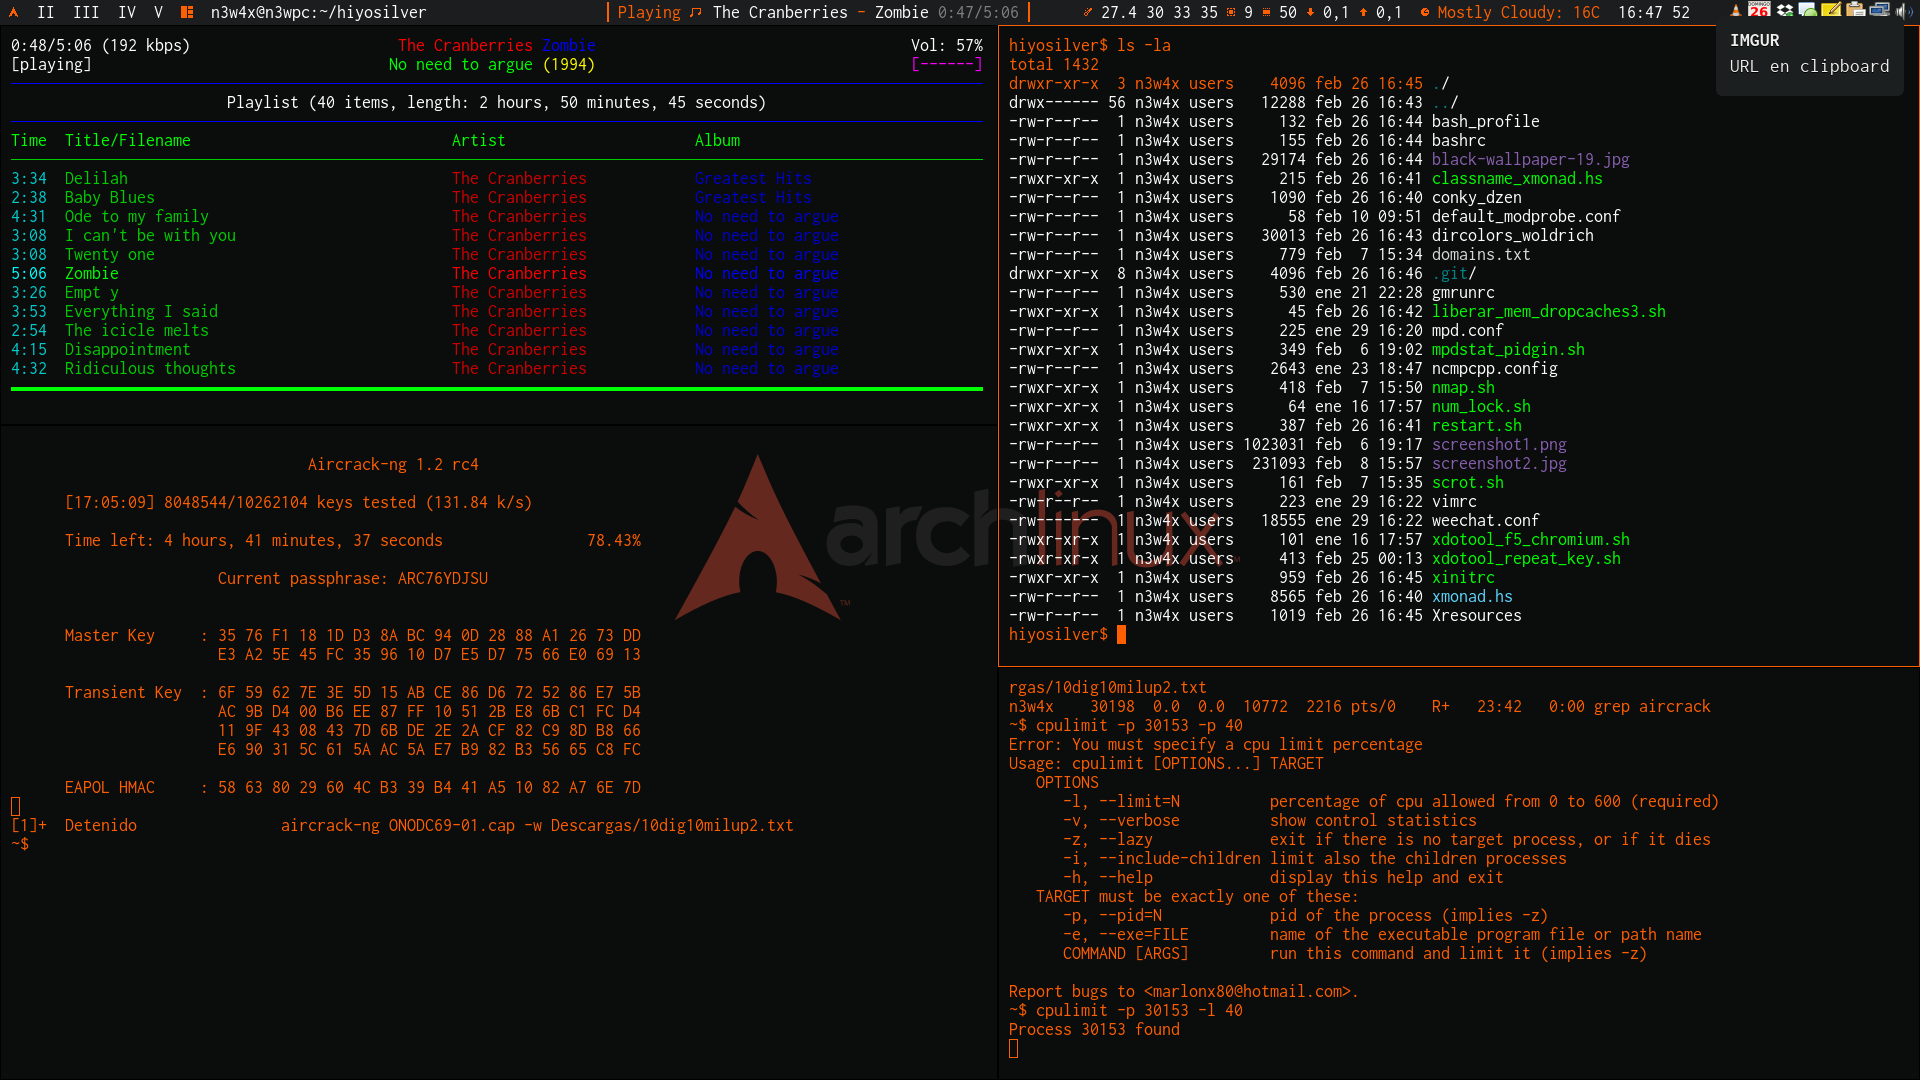 II III IV V n3w4x@n3wpc:~/hiyosilver | Playing The Cranberries - Zombie 0:47/5:06 | 27.4 30 33 35 9 50 0,1 0,1 Mostly Cloudy: 16C 16:47 52
DOMINGO
26
IMGUR
URL en clipboard
0:48/5:06 (192 kbps) The Cranberries Zombie Vol: 57%
[playing] No need to argue (1994) [------]
Playlist (40 items, length: 2 hours, 50 minutes, 45 seconds)
Time Title/Filename Artist Album
3:34 Delilah The Cranberries Greatest Hits
2:38 Baby Blues The Cranberries Greatest Hits
4:31 Ode to my family The Cranberries No need to argue
3:08 I can't be with you The Cranberries No need to argue
3:08 Twenty one The Cranberries No need to argue
5:06 Zombie The Cranberries No need to argue
3:26 Empt y The Cranberries No need to argue
3:53 Everything I said The Cranberries No need to argue
2:54 The icicle melts The Cranberries No need to argue
4:15 Disappointment The Cranberries No need to argue
4:32 Ridiculous thoughts The Cranberries No need to argue
Aircrack-ng 1.2 rc4
[17:05:09] 8048544/10262104 keys tested (131.84 k/s)
Time left: 4 hours, 41 minutes, 37 seconds 78.43%
Current passphrase: ARC76YDJSU
Master Key : 35 76 F1 18 1D D3 8A BC 94 0D 28 88 A1 26 73 DD
E3 A2 5E 45 FC 35 96 10 D7 E5 D7 75 66 E0 69 13
Transient Key : 6F 59 62 7E 3E 5D 15 AB CE 86 D6 72 52 86 E7 5B
AC 9B D4 00 B6 EE 87 FF 10 51 2B E8 6B C1 FC D4
11 9F 43 08 43 7D 6B DE 2E 2A CF 82 C9 8D B8 66
E6 90 31 5C 61 5A AC 5A E7 B9 82 B3 56 65 C8 FC
EAPOL HMAC : 58 63 80 29 60 4C B3 39 B4 41 A5 10 82 A7 6E 7D
[1]+ Detenido aircrack-ng ONODC69-01.cap -w Descargas/10dig10milup2.txt
~$
archlinux
TM
hiyosilver$ ls -la
total 1432
drwxr-xr-x 3 n3w4x users 4096 feb 26 16:45 ./
drwx------ 56 n3w4x users 12288 feb 26 16:43 ../
-rw-r--r-- 1 n3w4x users 132 feb 26 16:44 bash_profile
-rw-r--r-- 1 n3w4x users 155 feb 26 16:44 bashrc
-rw-r--r-- 1 n3w4x users 29174 feb 26 16:44 black-wallpaper-19.jpg
-rwxr-xr-x 1 n3w4x users 215 feb 26 16:41 classname_xmonad.hs
-rw-r--r-- 1 n3w4x users 1090 feb 26 16:40 conky_dzen
-rw-r--r-- 1 n3w4x users 58 feb 10 09:51 default_modprobe.conf
-rw-r--r-- 1 n3w4x users 30013 feb 26 16:43 dircolors_woldrich
-rw-r--r-- 1 n3w4x users 779 feb 7 15:34 domains.txt
drwxr-xr-x 8 n3w4x users 4096 feb 26 16:46 .git/
-rw-r--r-- 1 n3w4x users 530 ene 21 22:28 gmrunrc
-rwxr-xr-x 1 n3w4x users 45 feb 26 16:42 liberar_mem_dropcaches3.sh
-rw-r--r-- 1 n3w4x users 225 ene 29 16:20 mpd.conf
-rwxr-xr-x 1 n3w4x users 349 feb 6 19:02 mpdstat_pidgin.sh
-rw-r--r-- 1 n3w4x users 2643 ene 23 18:47 ncmpcpp.config
-rwxr-xr-x 1 n3w4x users 418 feb 7 15:50 nmap.sh
-rwxr-xr-x 1 n3w4x users 64 ene 16 17:57 num_lock.sh
-rwxr-xr-x 1 n3w4x users 387 feb 26 16:41 restart.sh
-rw-r--r-- 1 n3w4x users 1023031 feb 6 19:17 screenshot1.png
-rw-r--r-- 1 n3w4x users 231093 feb 8 15:57 screenshot2.jpg
-rwxr-xr-x 1 n3w4x users 161 feb 7 15:35 scrot.sh
-rw-r--r-- 1 n3w4x users 223 ene 29 16:22 vimrc
-rw------- 1 n3w4x users 18555 ene 29 16:22 weechat.conf
-rwxr-xr-x 1 n3w4x users 101 ene 16 17:57 xdotool_f5_chromium.sh
-rwxr-xr-x 1 n3w4x users 413 feb 25 00:13 xdotool_repeat_key.sh
-rwxr-xr-x 1 n3w4x users 959 feb 26 16:45 xinitrc
-rw-r--r-- 1 n3w4x users 8565 feb 26 16:40 xmonad.hs
-rw-r--r-- 1 n3w4x users 1019 feb 26 16:45 Xresources
hiyosilver$
rgas/10dig10milup2.txt
n3w4x 30198 0.0 0.0 10772 2216 pts/0 R+ 23:42 0:00 grep aircrack
~$ cpulimit -p 30153 -p 40
Error: You must specify a cpu limit percentage
Usage: cpulimit [OPTIONS...] TARGET
OPTIONS
-l, --limit=N percentage of cpu allowed from 0 to 600 (required)
-v, --verbose show control statistics
-z, --lazy exit if there is no target process, or if it dies
-i, --include-children limit also the children processes
-h, --help display this help and exit
TARGET must be exactly one of these:
-p, --pid=N pid of the process (implies -z)
-e, --exe=FILE name of the executable program file or path name
COMMAND [ARGS] run this command and limit it (implies -z)
Report bugs to <marlonx80@hotmail.com>.
~$ cpulimit -p 30153 -l 40
Process 30153 found